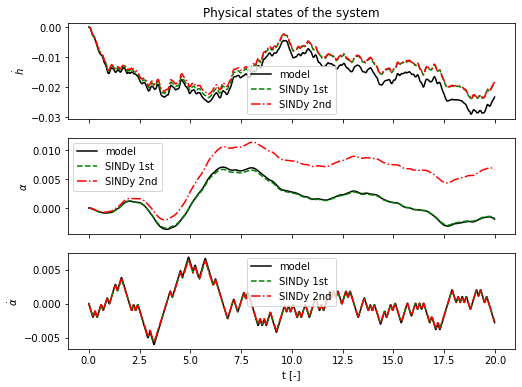 Physical states of the system
0.00
−0.01
−0.02
−0.03
ḣ
model
SINDy 1st
SINDy 2nd
0.010
0.005
0.000
α
model
SINDy 1st
SINDy 2nd
0.005
0.000
−0.005
α̇
model
SINDy 1st
SINDy 2nd
0.0 2.5 5.0 7.5 10.0 12.5 15.0 17.5 20.0
t [-]